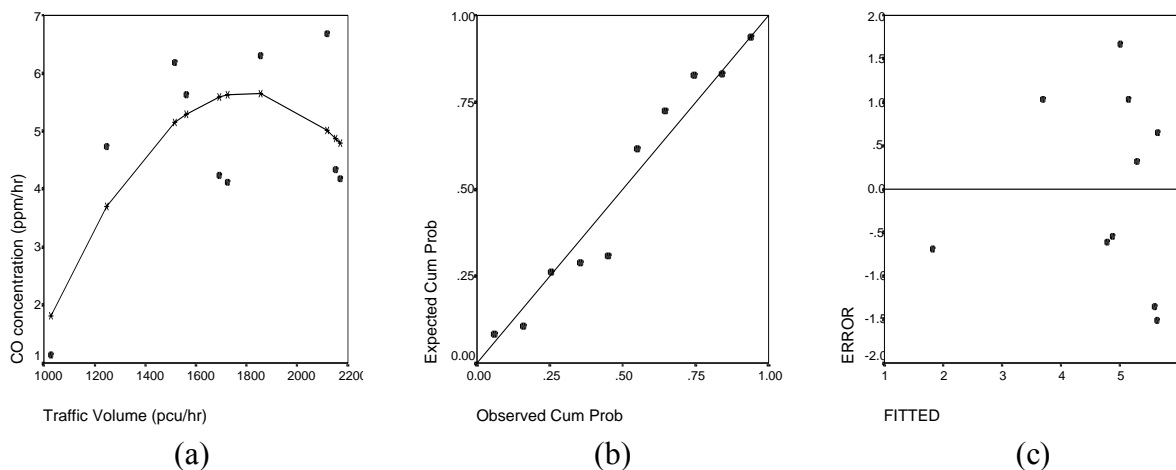 7
6
5
4
3
2
1
CO concentration (ppm/hr)
1000 1200 1400 1600 1800 2000 2200
Traffic Volume (pcu/hr)
(a)
1.00
.75
.50
.25
0.00
Expected Cum Prob
0.00 .25 .50 .75 1.00
Observed Cum Prob
(b)
2.0
1.5
1.0
.5
0.0
-.5
-1.0
-1.5
-2.0
ERROR
1 2 3 4 5
FITTED
(c)